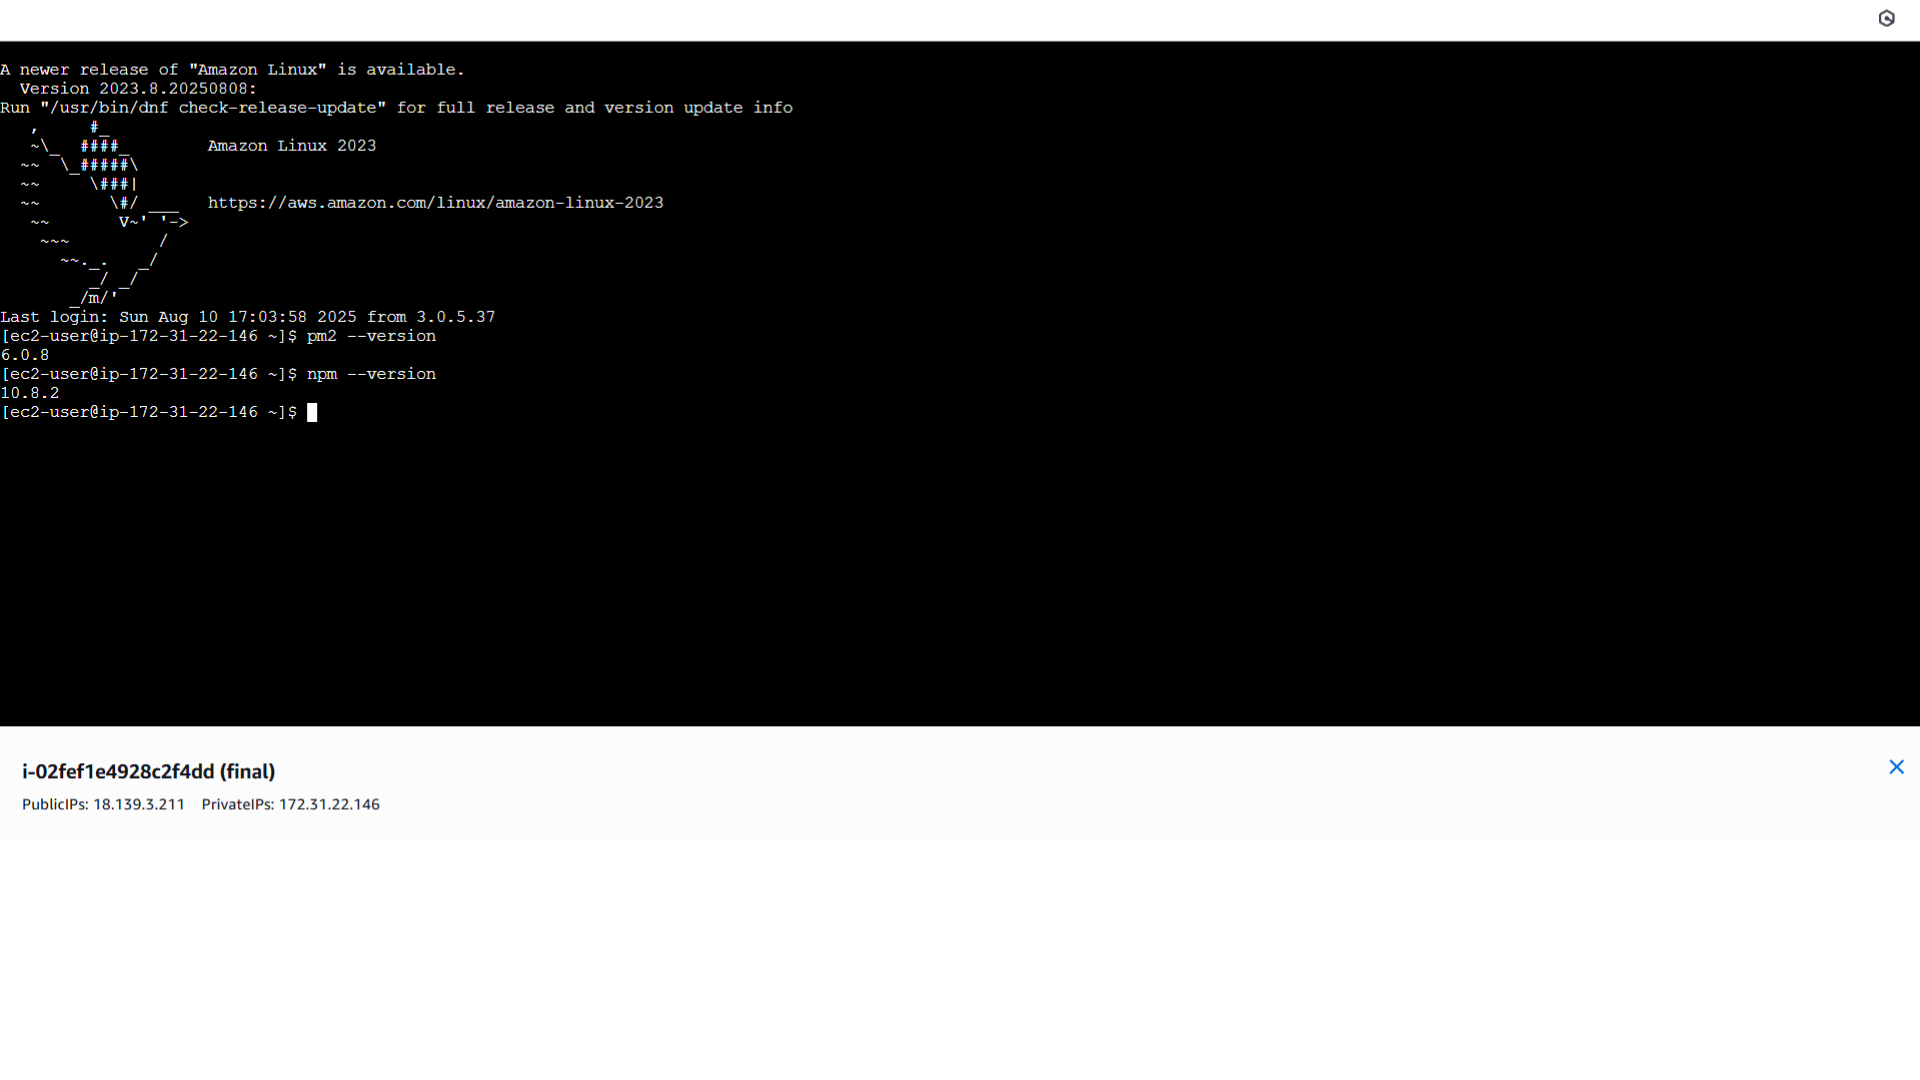 A newer release of "Amazon Linux" is available.
  Version 2023.8.20250808:
Run "/usr/bin/dnf check-release-update" for full release and version update info
   ,     #_
   ~\_  ####_        Amazon Linux 2023
  ~~  \_#####\
  ~~     \###|
  ~~       \#/ ___   https://aws.amazon.com/linux/amazon-linux-2023
   ~~       V~' '->
    ~~~         /
      ~~._.   _/
         _/ _/
       _/m/'
Last login: Sun Aug 10 17:03:58 2025 from 3.0.5.37
[ec2-user@ip-172-31-22-146 ~]$ pm2 --version
6.0.8
[ec2-user@ip-172-31-22-146 ~]$ npm --version
10.8.2
[ec2-user@ip-172-31-22-146 ~]$
i-02fef1e4928c2f4dd (final)
PublicIPs: 18.139.3.211 PrivateIPs: 172.31.22.146